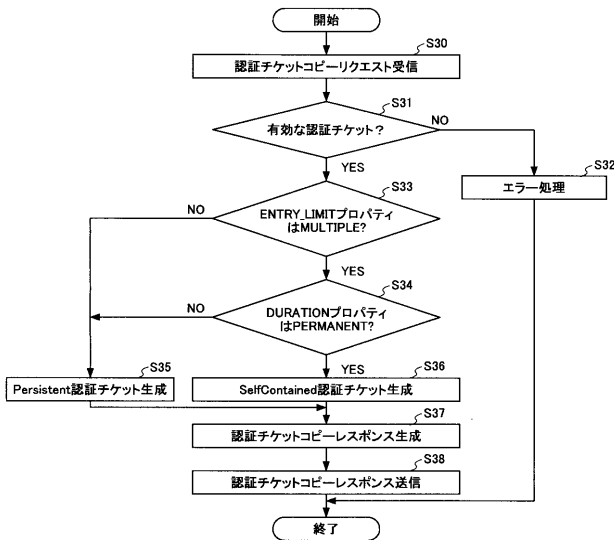 開始
S30
認証チケットコピーリクエスト受信
S31
有効な認証チケット？
NO
YES
S32
エラー処理
S33
NO
ENTRY_LIMITプロパティ
はMULTIPLE?
YES
S34
NO
DURATIONプロパティ
はPERMANENT?
YES
S35
Persistent認証チケット生成
S36
SelfContained認証チケット生成
S37
認証チケットコピーレスポンス生成
S38
認証チケットコピーレスポンス送信
終了